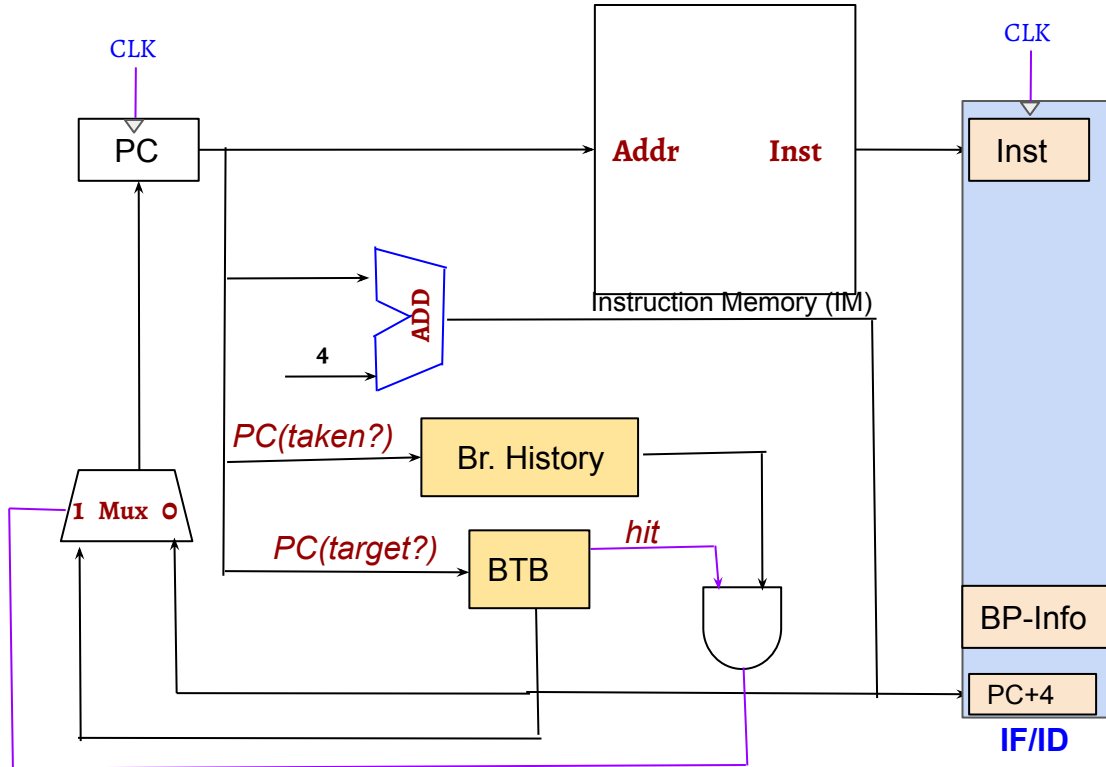 CLK
CLK
PC
Addr
Inst
Inst
Instruction Memory (IM)
ADD
4
PC(taken?)
Br. History
1 Mux 0
PC(target?)
BTB
hit
BP-Info
PC+4
IF/ID